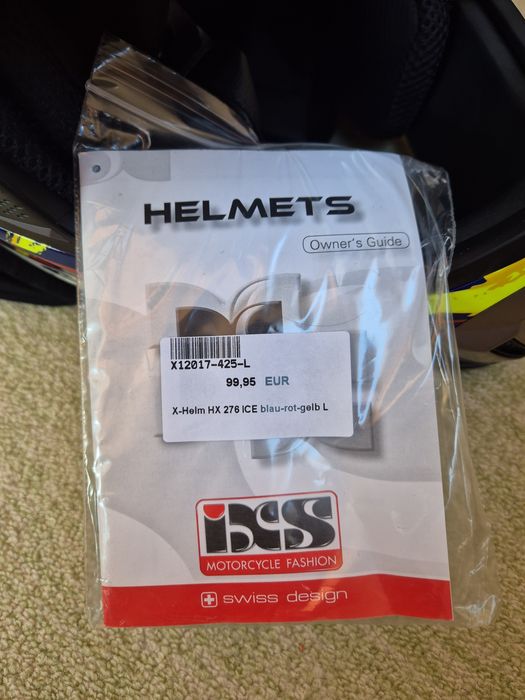 HELMETS
Owner's Guide
X12017-425-L
99,95 EUR
X-Helm HX 276 ICE blau-rot-gelb L
iXS
MOTORCYCLE FASHION
swiss design